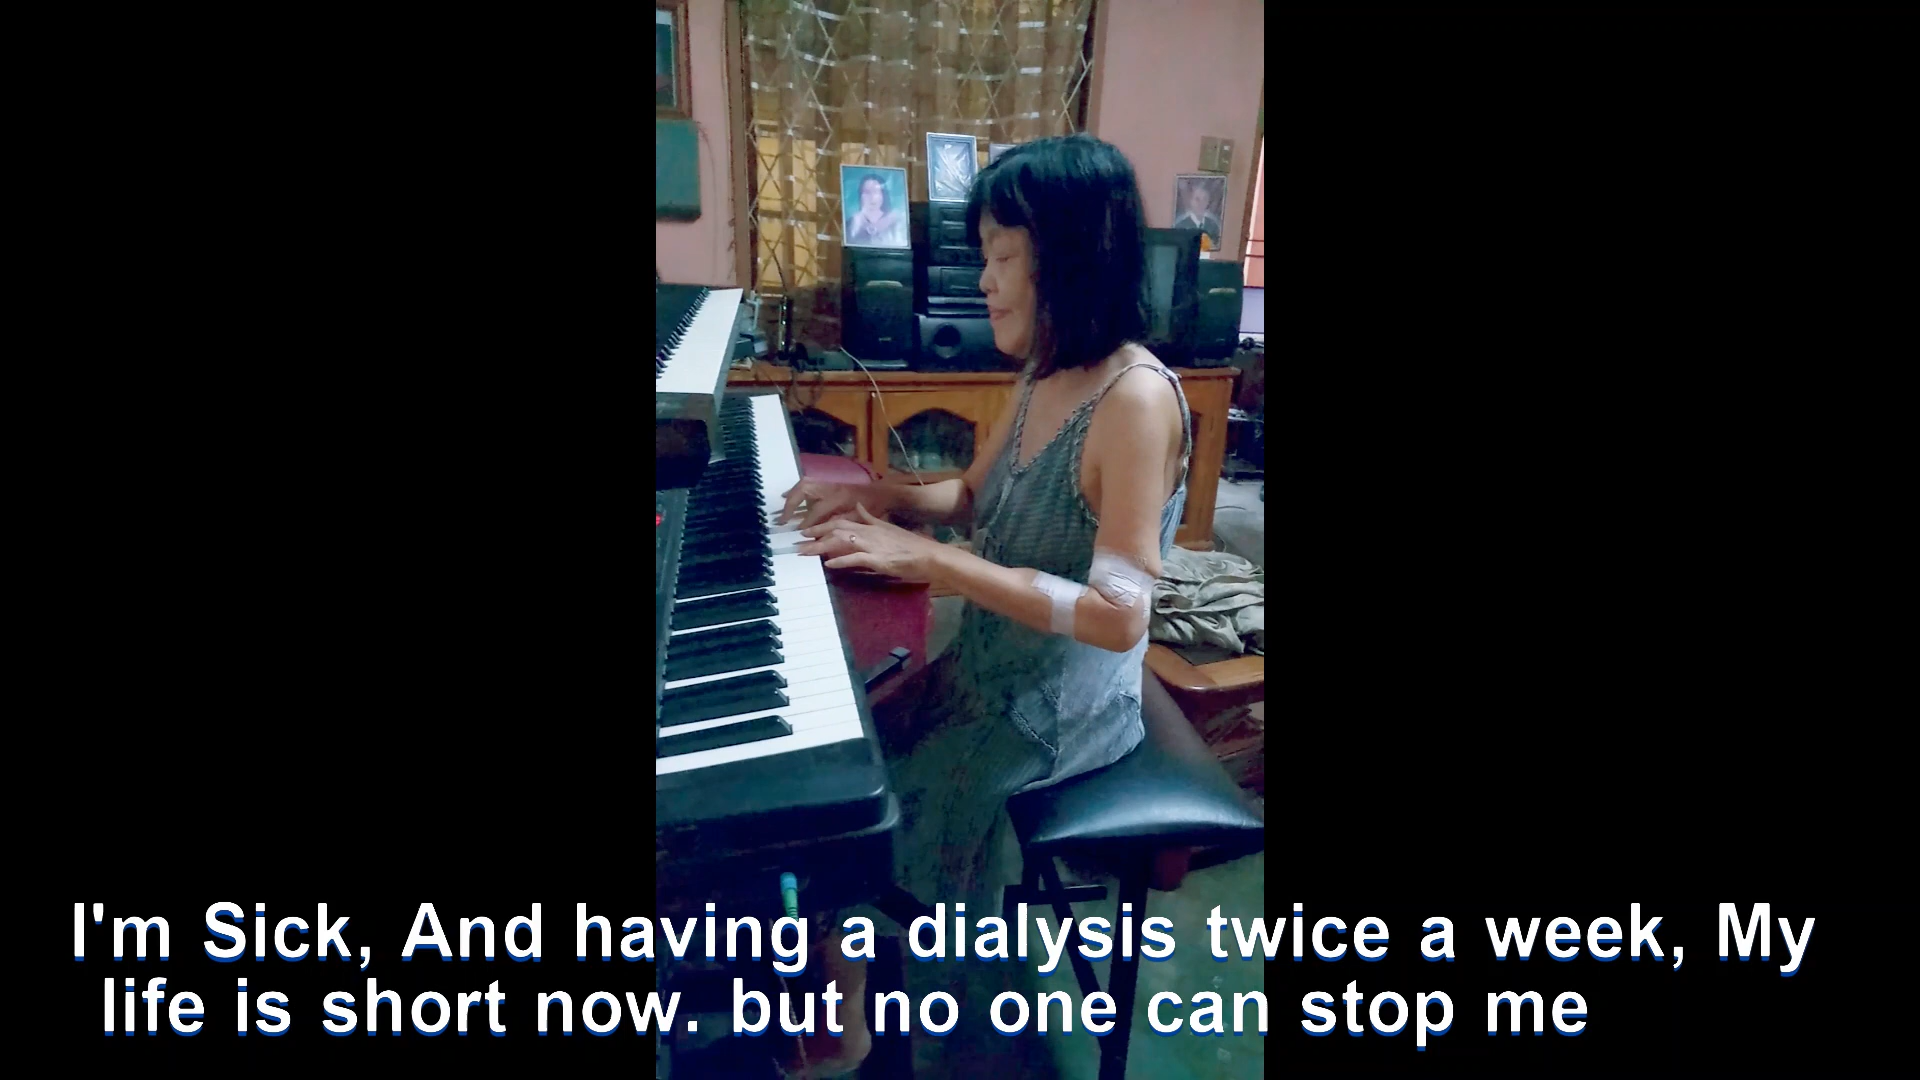 I'm Sick, And having a dialysis twice a week, My
life is short now. but no one can stop me